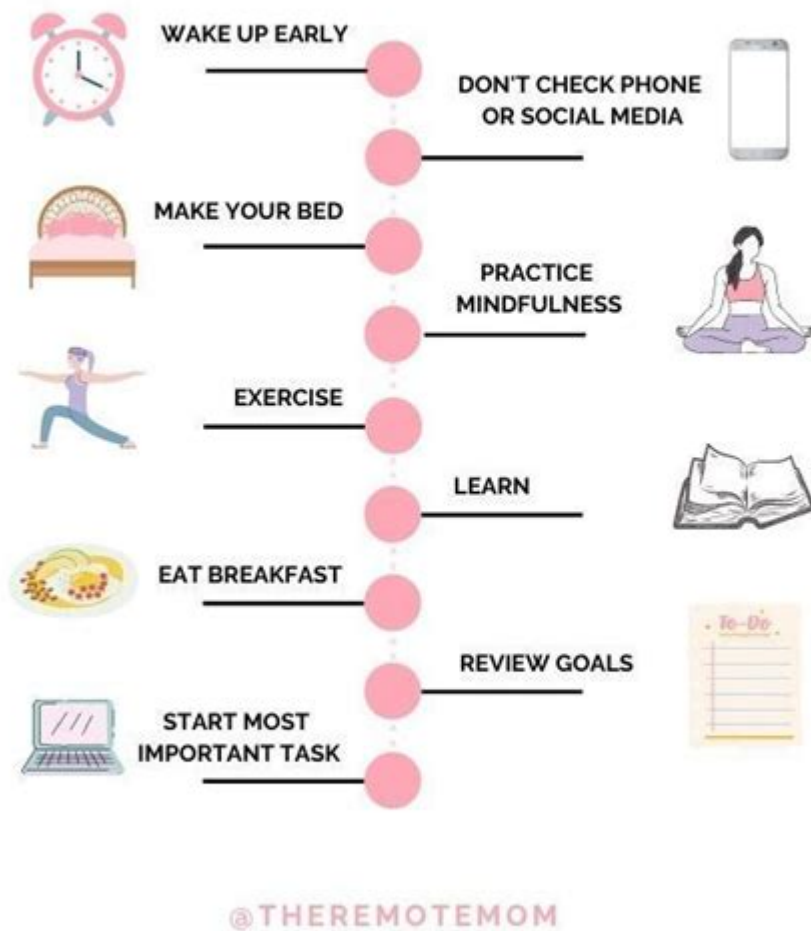 WAKE UP EARLY
DON'T CHECK PHONE
OR SOCIAL MEDIA
MAKE YOUR BED
PRACTICE
MINDFULNESS
EXERCISE
LEARN
EAT BREAKFAST
To-Do
REVIEW GOALS
START MOST
IMPORTANT TASK
@THEREMOTEMOM